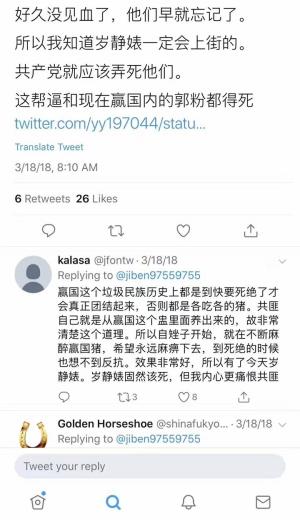 好久没见血了，他们早就忘记了。
所以我知道岁静婊一定会上街的。
共产党就应该弄死他们。
这帮逼和现在赢国内的郭粉都得死
twitter.com/yy197044/statu...
Translate Tweet
3/18/18, 8:10 AM
6 Retweets 26 Likes
kalasa @jfontw · 3/18/18
Replying to @jiben97559755
赢国这个垃圾民族历史上都是到快要死绝了才
会真正团结起来，否则都是各吃各的猪。共匪
自己就是从赢国这个盅里面养出来的，故非常
清楚这个道理。所以自姪子开始，就在不断麻
醉赢国猪，希望永远麻痹下去，到死绝的时候
也想不到反抗。效果非常好，所以有了今天岁
静婊。岁静婊固然该死，但我内心更痛恨共匪
3
8
Golden Horseshoe @shinafukyo... · 3/18/18
Replying to @jiben97559755
Tweet your reply